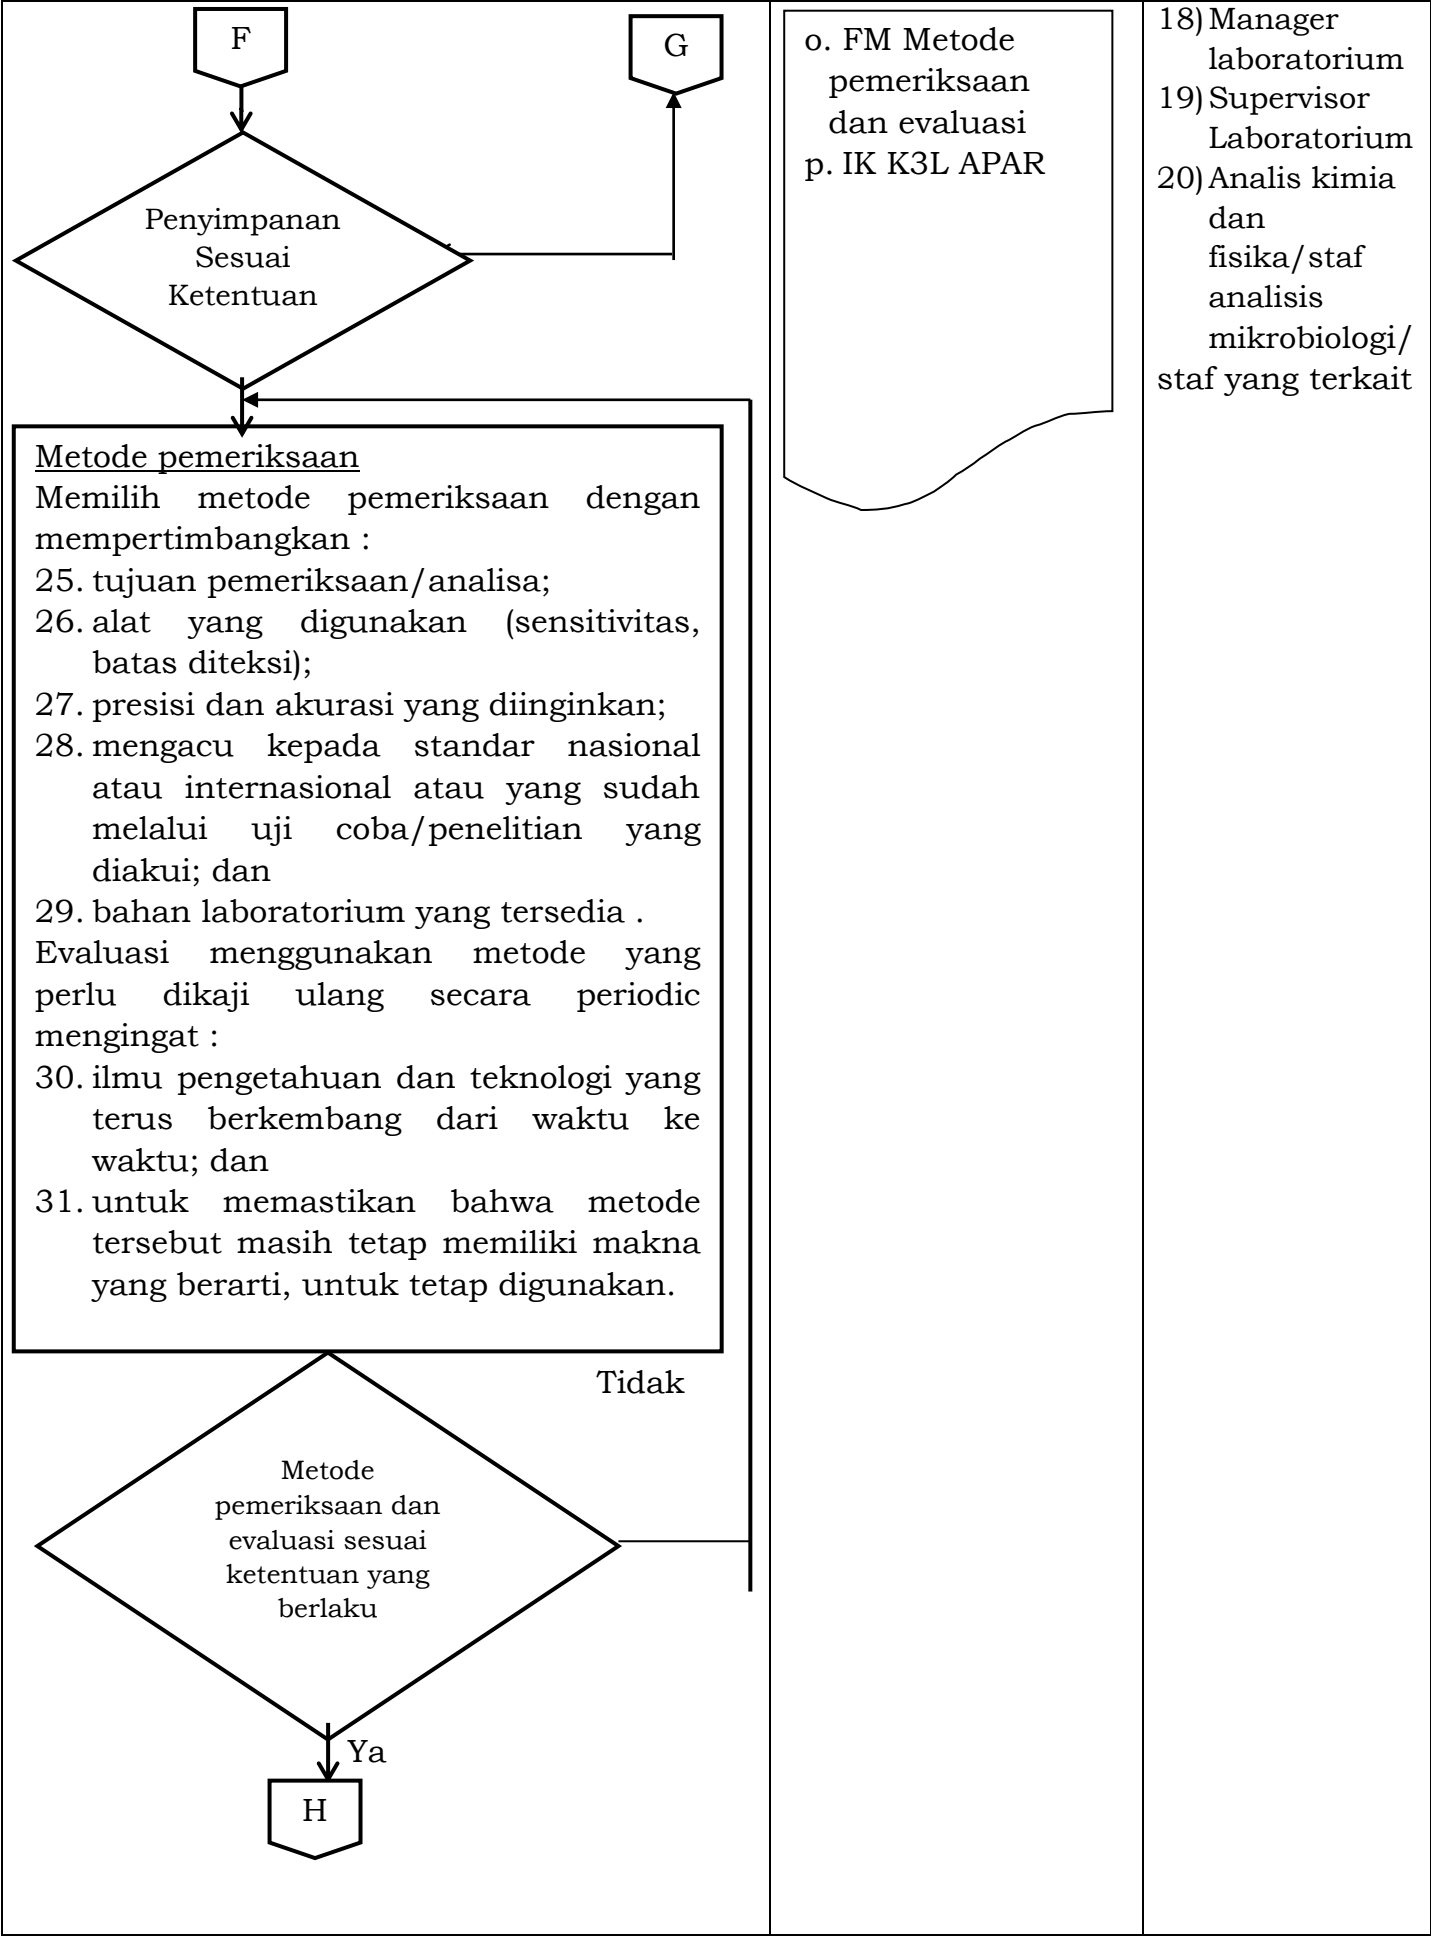 F
G
Penyimpanan
Sesuai
Ketentuan
Metode pemeriksaan
Memilih metode pemeriksaan dengan
mempertimbangkan :
25. tujuan pemeriksaan/analisa;
26. alat yang digunakan (sensitivitas,
batas diteksi);
27. presisi dan akurasi yang diinginkan;
28. mengacu kepada standar nasional
atau internasional atau yang sudah
melalui uji coba/penelitian yang
diakui; dan
29. bahan laboratorium yang tersedia .
Evaluasi menggunakan metode yang
perlu dikaji ulang secara periodic
mengingat :
30. ilmu pengetahuan dan teknologi yang
terus berkembang dari waktu ke
waktu; dan
31. untuk memastikan bahwa metode
tersebut masih tetap memiliki makna
yang berarti, untuk tetap digunakan.
Tidak
Metode
pemeriksaan dan
evaluasi sesuai
ketentuan yang
berlaku
Ya
H
o. FM Metode
pemeriksaan
dan evaluasi
p. IK K3L APAR
18) Manager
laboratorium
19) Supervisor
Laboratorium
20) Analis kimia
dan
fisika/staf
analisis
mikrobiologi/
staf yang terkait